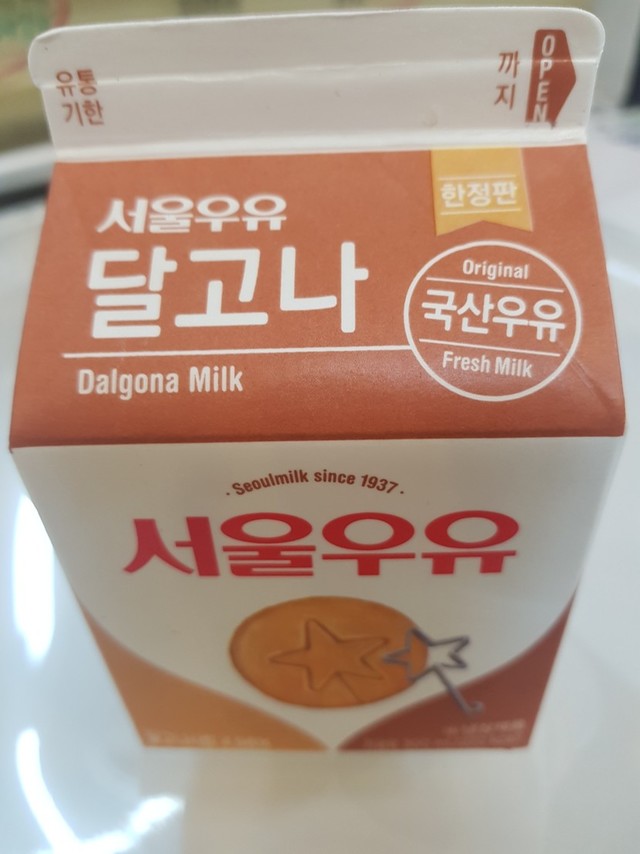 유통
기한
까
지
OPEN
서울우유
달고나
Dalgona Milk
한정판
Original
국산우유
Fresh Milk
· Seoulmilk since 1937 ·
서울우유